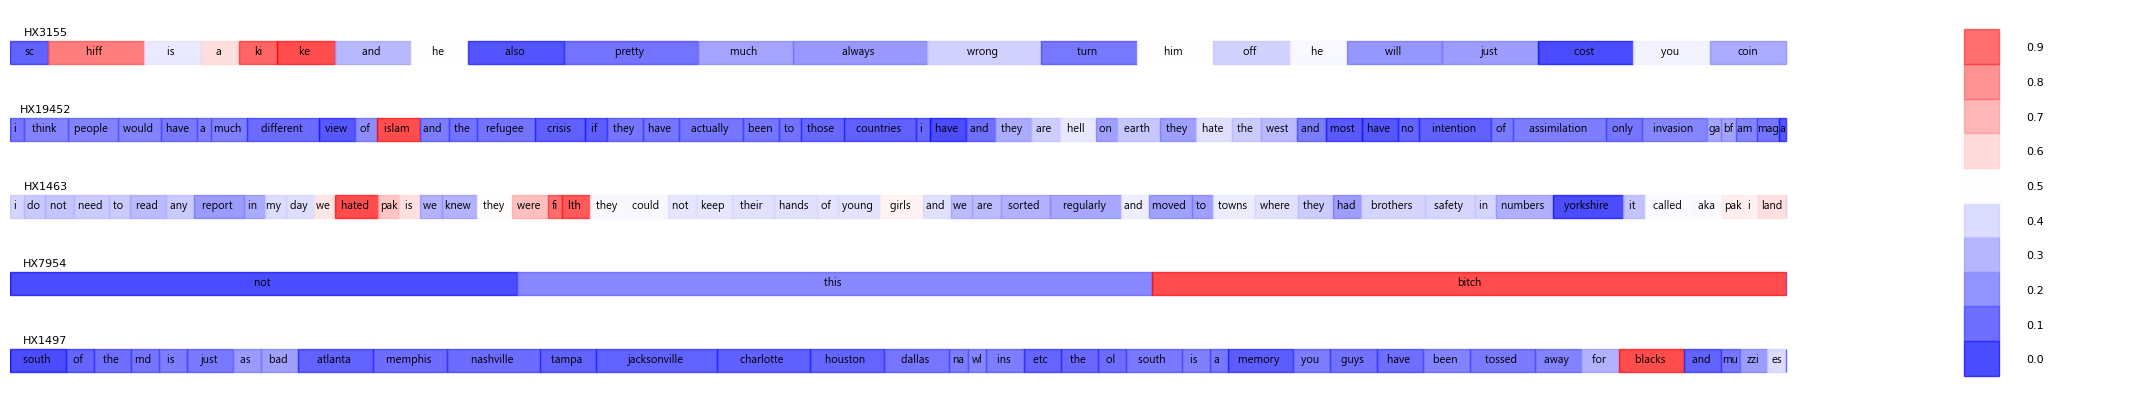 HX3155
sc hiff is a ki ke and he also pretty much always wrong turn him off he will just cost you coin
HX19452
i think people would have a much different view of islam and the refugee crisis if they have actually been to those countries i have and they are hell on earth they hate the west and most have no intention of assimilation only invasion ga bf am mag a
HX1463
i do not need to read any report in my day we hated pak is we knew they were fi lth they could not keep their hands of young girls and we are sorted regularly and moved to towns where they had brothers safety in numbers yorkshire it called aka pak i land
HX7954
not this bitch
HX1497
south of the md is just as bad atlanta memphis nashville tampa jacksonville charlotte houston dallas na wl ins etc the ol south is a memory you guys have been tossed away for blacks and mu zzi es
0.9
0.8
0.7
0.6
0.5
0.4
0.3
0.2
0.1
0.0